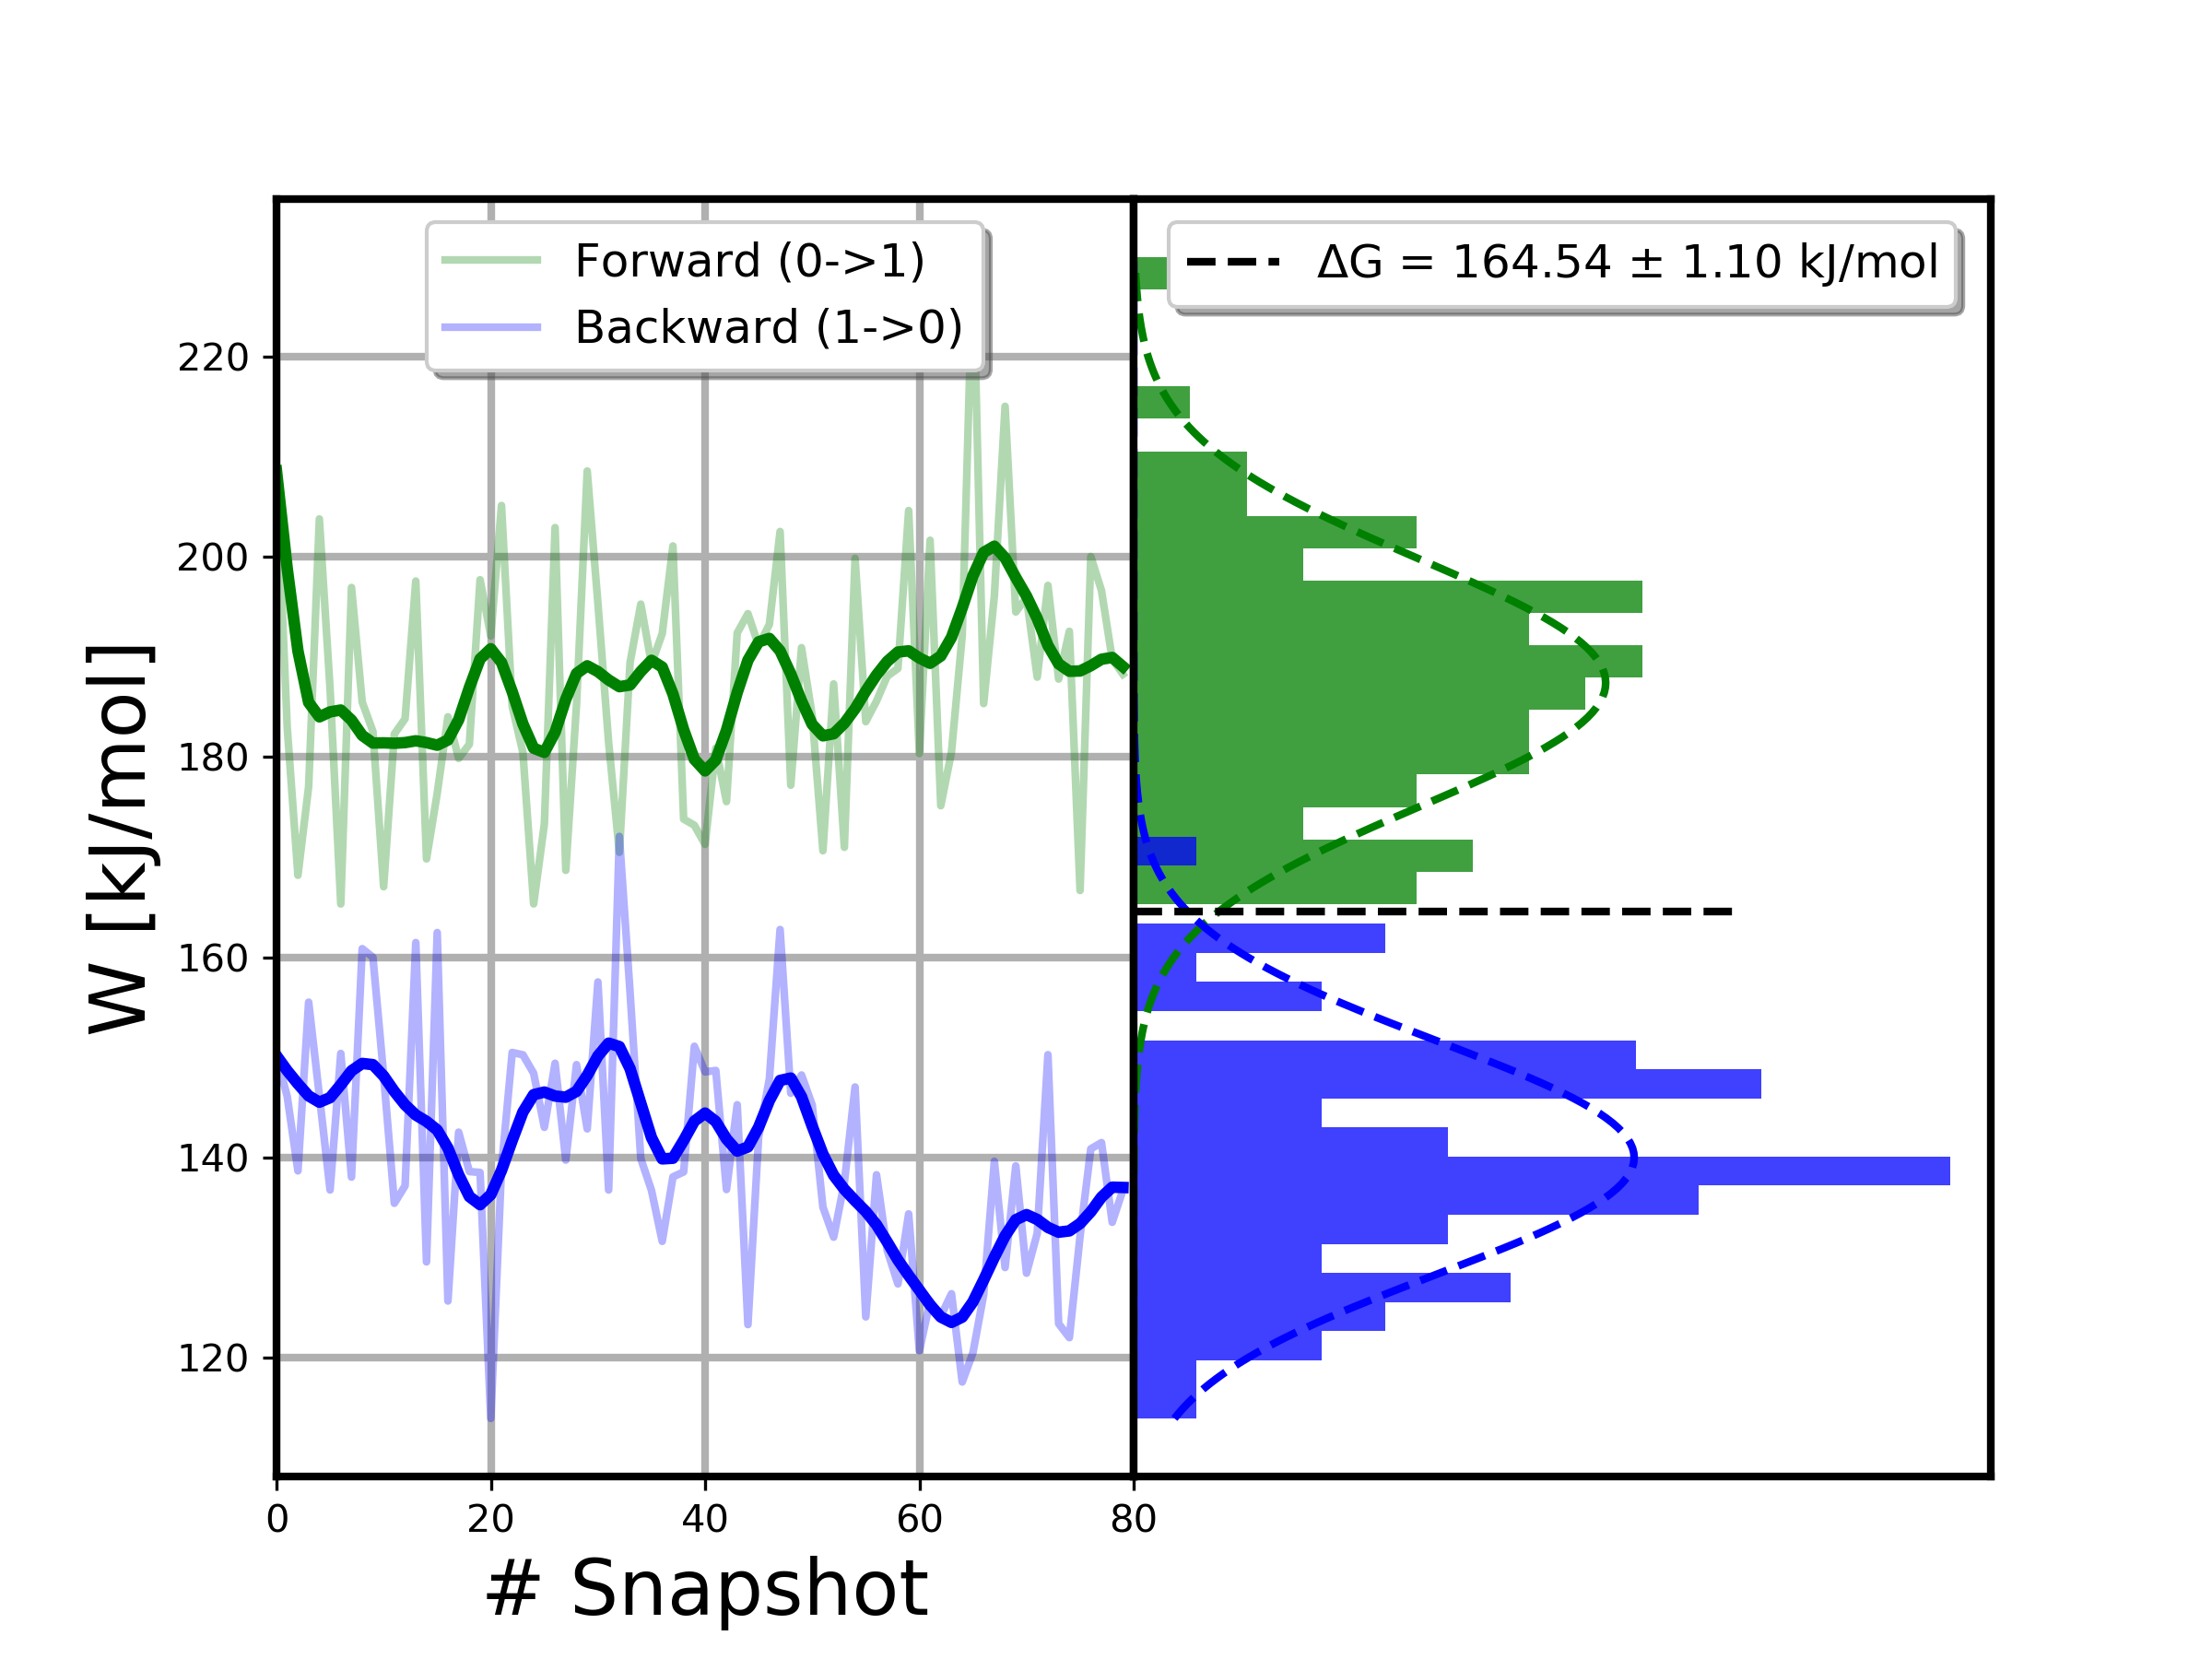 Forward (0->1)
Backward (1->0)
ΔG = 164.54 ± 1.10 kJ/mol
W [kJ/mol]
220
200
180
160
140
120
0 20 40 60 80
# Snapshot